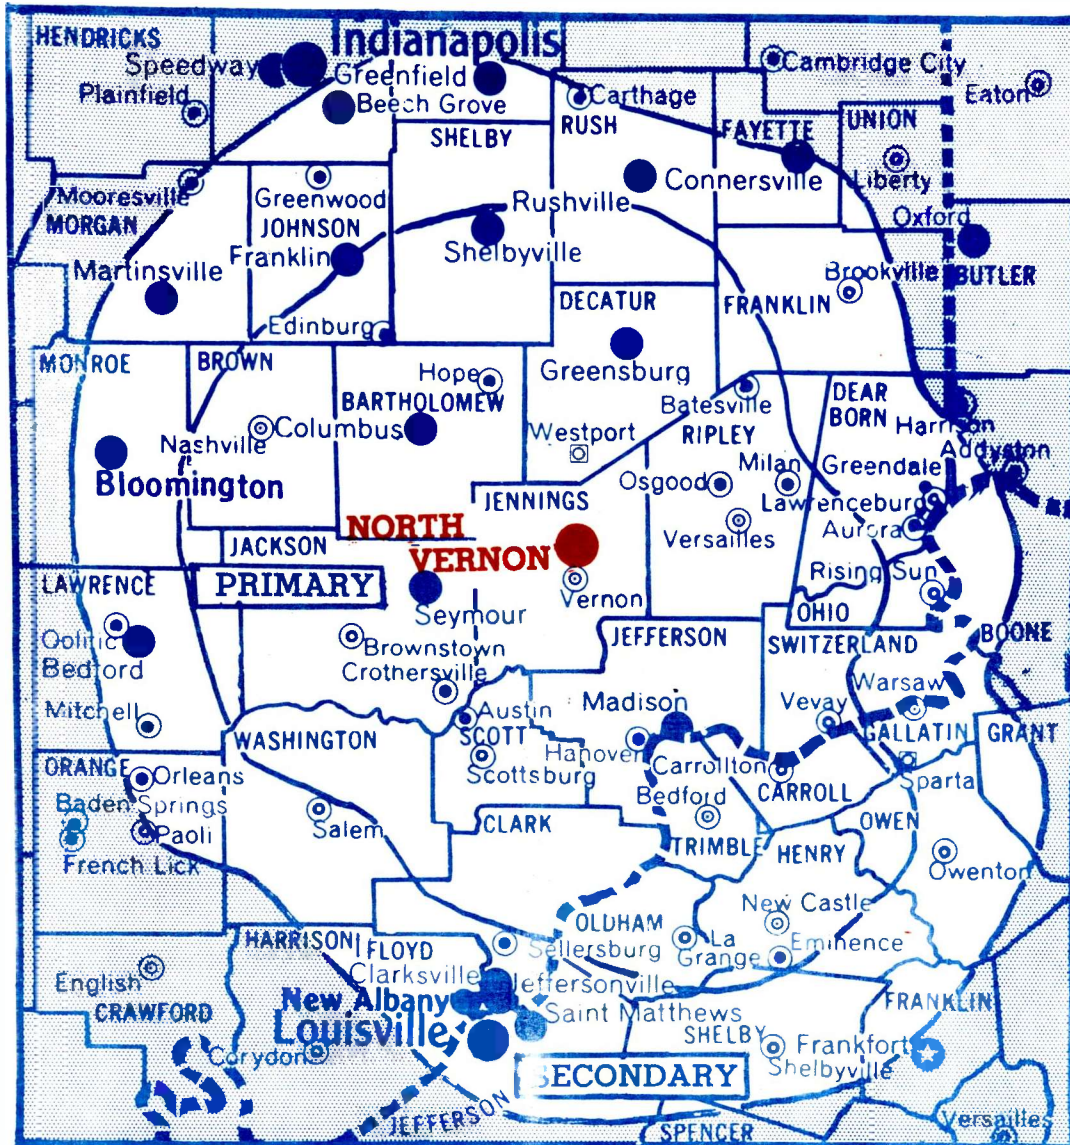 HENDRICKS
Indianapolis
Speedway
Greenfield
Cambridge City
Plainfield
Beech Grove
Carthage
Eaton
SHELBY
RUSH
FAYETTE
UNION
Mooresville
Greenwood
Connersville
Liberty
MORGAN
JOHNSON
Rushville
Oxford
Martinsville
Franklin
Shelbyville
Brookville
BUTLER
DECATUR
FRANKLIN
Edinburg
MONROE
BROWN
Hope
Greensburg
DEAR
BORN
BARTHOLOMEW
Batesville
Harrison
Nashville
Columbus
Westport
RIPLEY
Addyston
Bloomington
Osgood
Milan
Greendale
JENNINGS
Lawrenceburg
NORTH
VERNON
Versailles
Aurora
JACKSON
LAWRENCE
PRIMARY
Vernon
Rising Sun
Seymour
OHIO
Oolitic
Bedford
Brownstown
JEFFERSON
SWITZERLAND
BOONE
Crothersville
Warsaw
Mitchell
Austin
Madison
Vevay
WASHINGTON
SCOTT
Hanover
GALLATIN
GRANT
ORANGE
Orleans
Scottsburg
Carrollton
Sparta
Baden Springs
Bedford
CARROLL
Paoli
Salem
CLARK
OWEN
French Lick
TRIMBLE
HENRY
Owenton
New Castle
OLDHAM
HARRISON
FLOYD
Sellersburg
La
Grange
Eminence
English
Clarksville
Jeffersonville
CRAWFORD
New Albany
Saint Matthews
FRANKLIN
Louisville
SHELBY
Corydon
Frankfort
Shelbyville
SECONDARY
JEFFERSON
SPENCER
Versailles